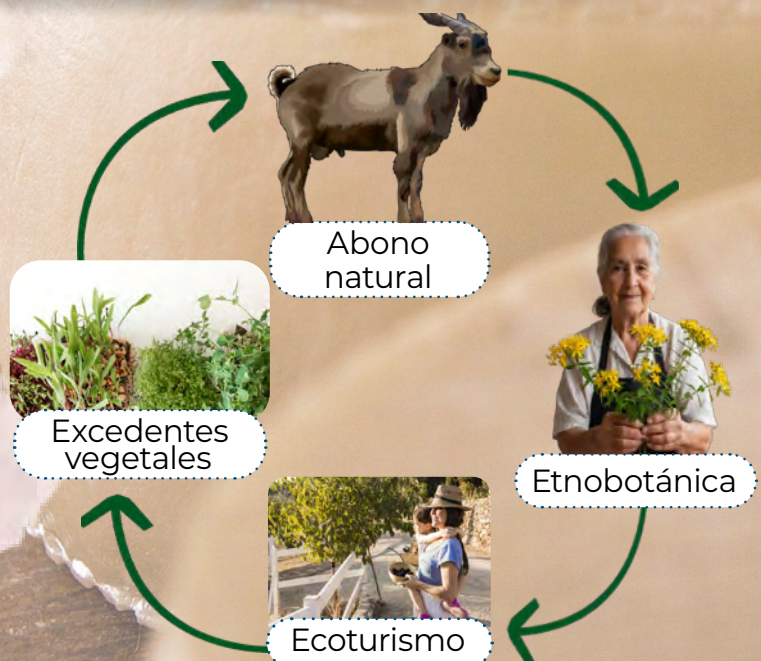 Abono
natural
Excedentes
vegetales
Etnobotánica
Ecoturismo